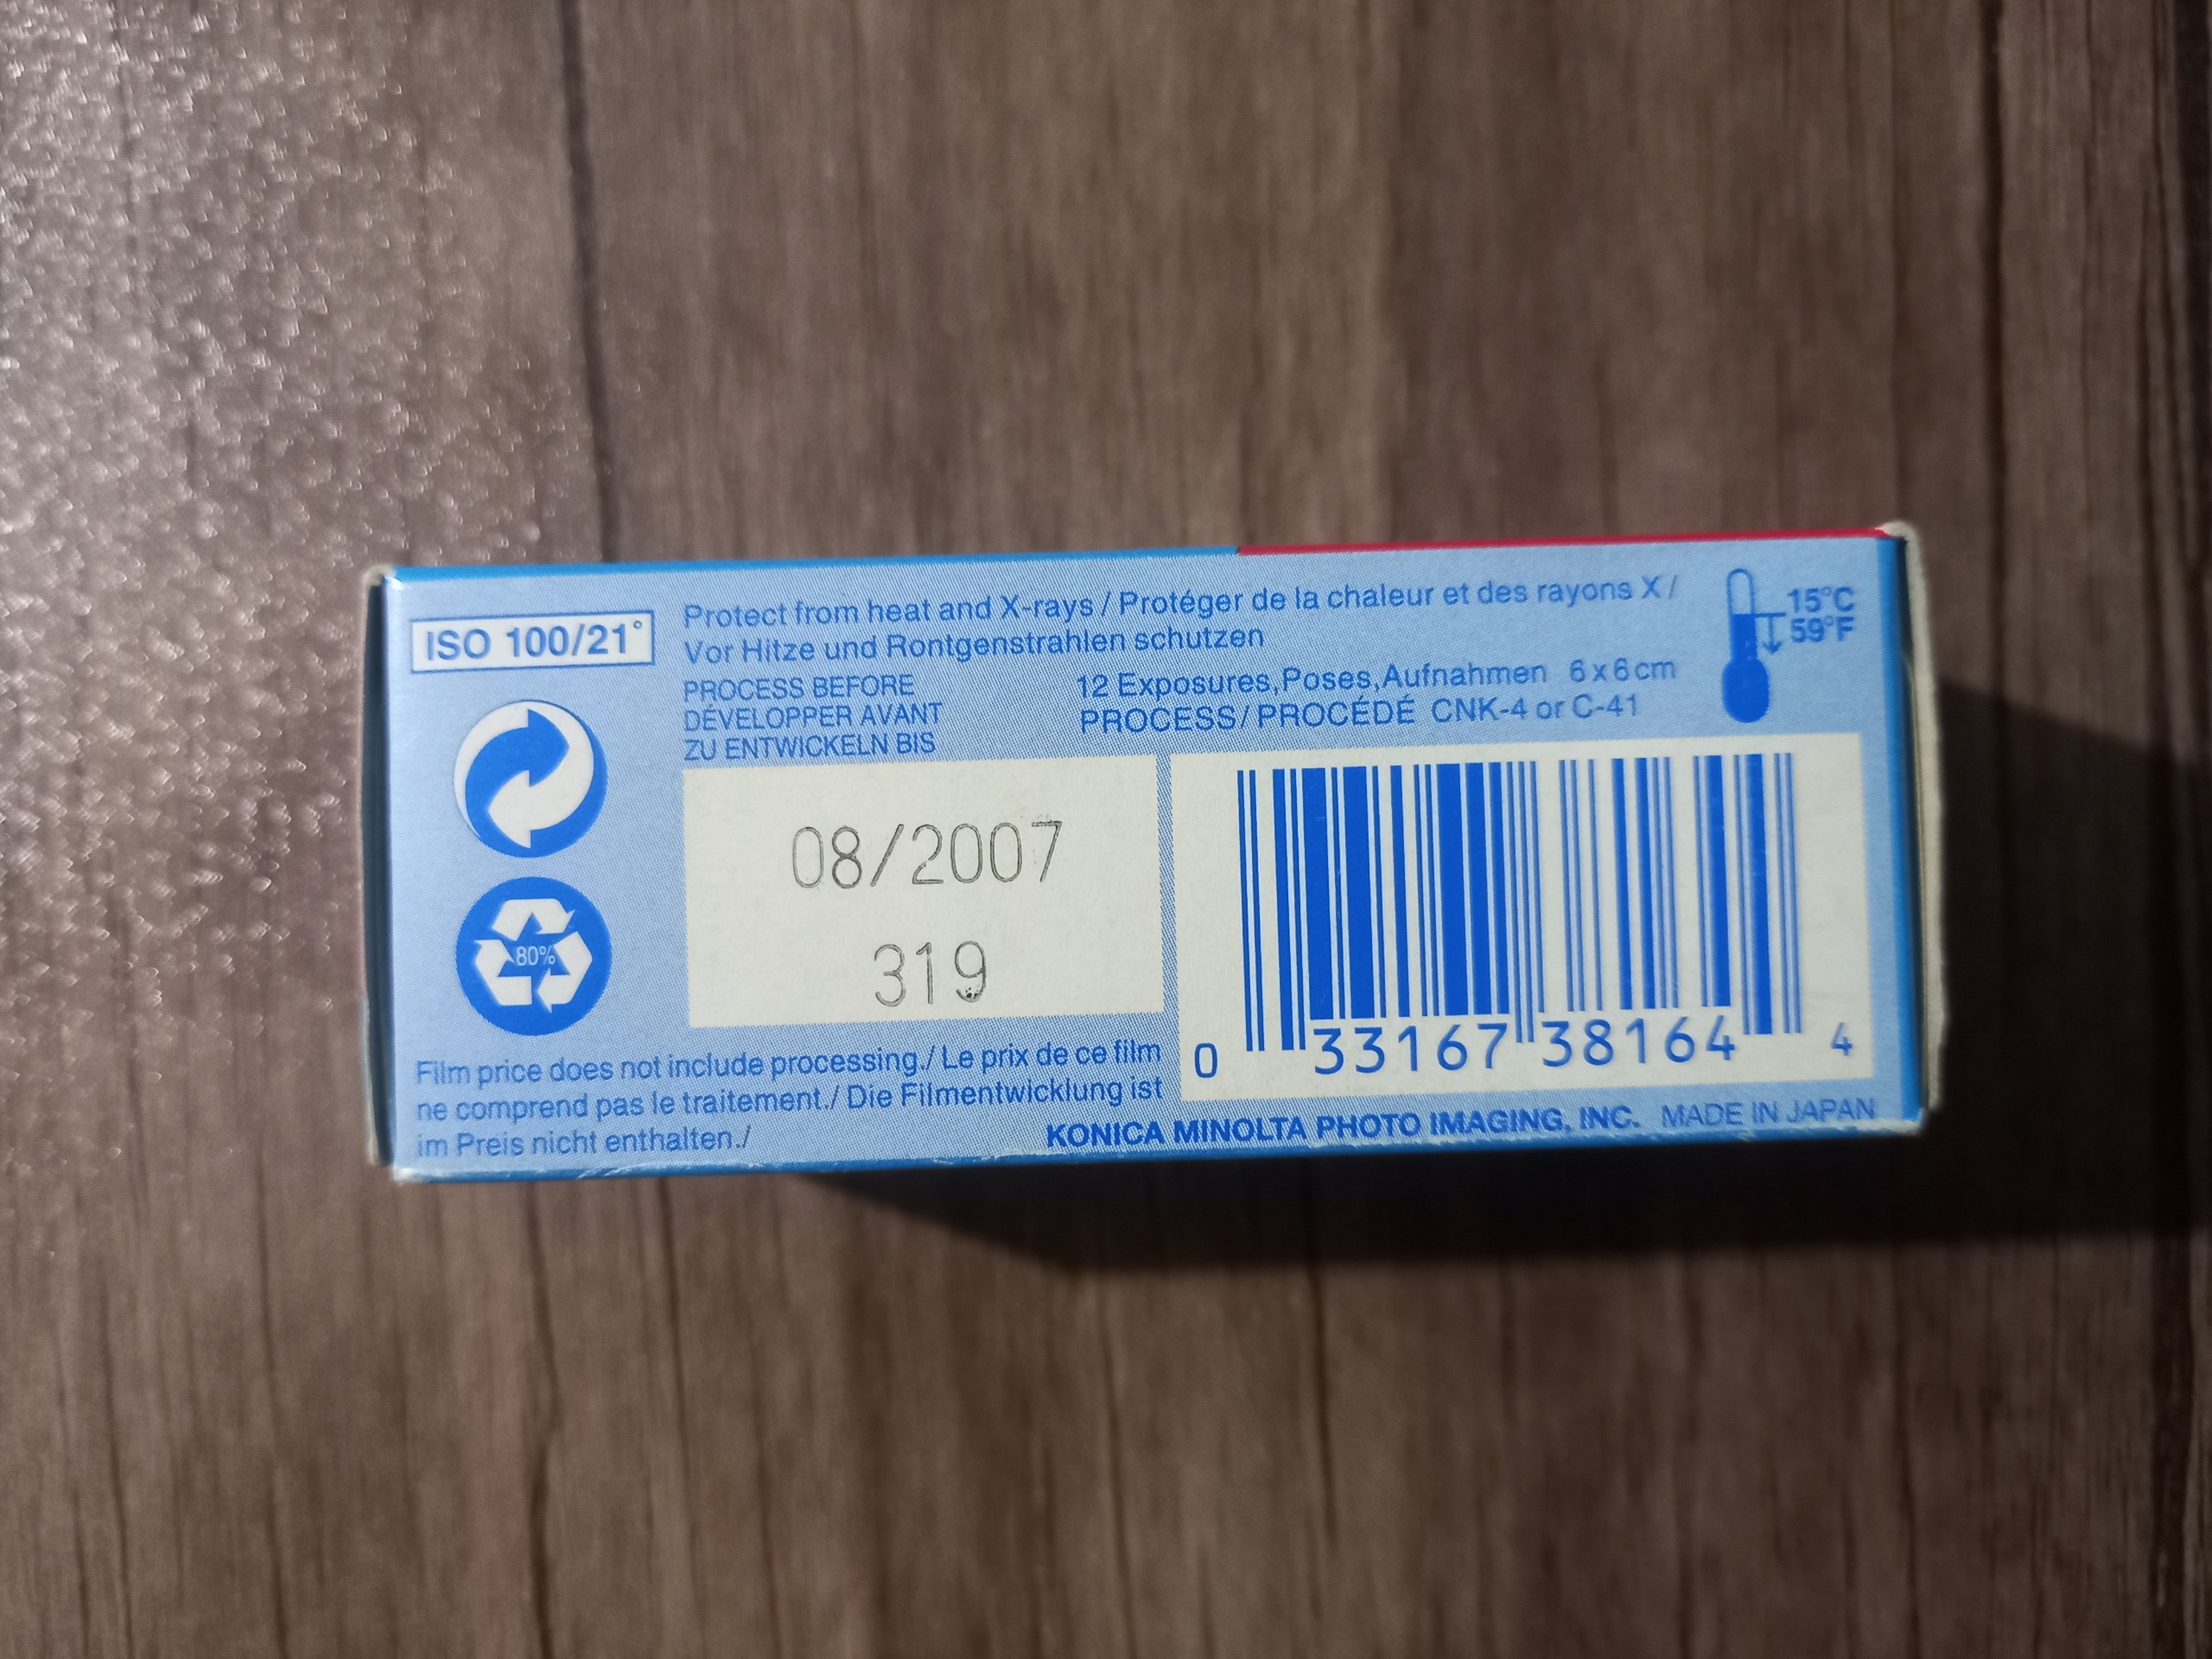 ISO 100/21°
Protect from heat and X-rays / Protéger de la chaleur et des rayons X /
Vor Hitze und Rontgenstrahlen schutzen
15°C
59°F
PROCESS BEFORE
DÉVELOPPER AVANT
ZU ENTWICKELN BIS
12 Exposures,Poses,Aufnahmen 6 x 6 cm
PROCESS/PROCÉDÉ CNK-4 or C-41
08/2007
319
80%
0 33167 38164 4
Film price does not include processing./ Le prix de ce film
ne comprend pas le traitement./ Die Filmentwicklung ist
im Preis nicht enthalten./
KONICA MINOLTA PHOTO IMAGING, INC. MADE IN JAPAN